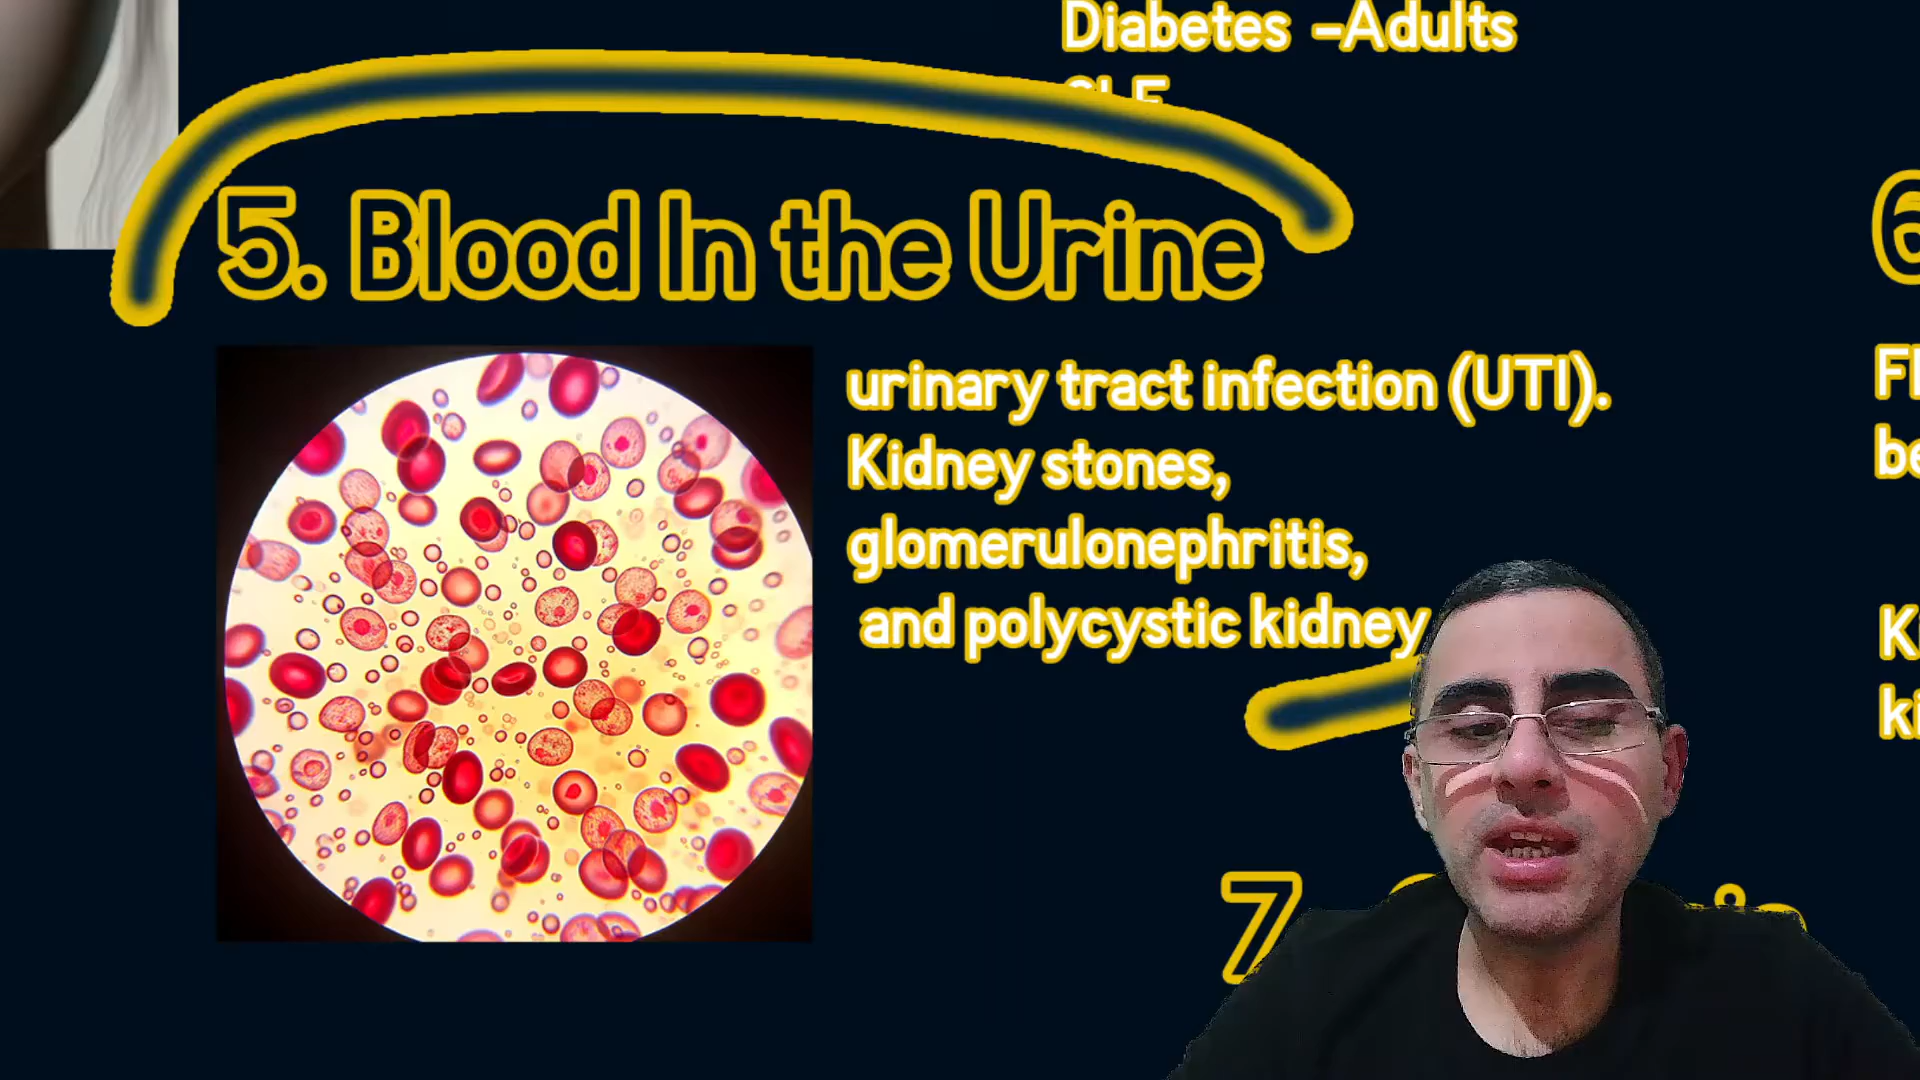 Diabetes -Adults
5. Blood In the Urine
urinary tract infection (UTI).
Kidney stones,
glomerulonephritis,
and polycystic kidney
7.